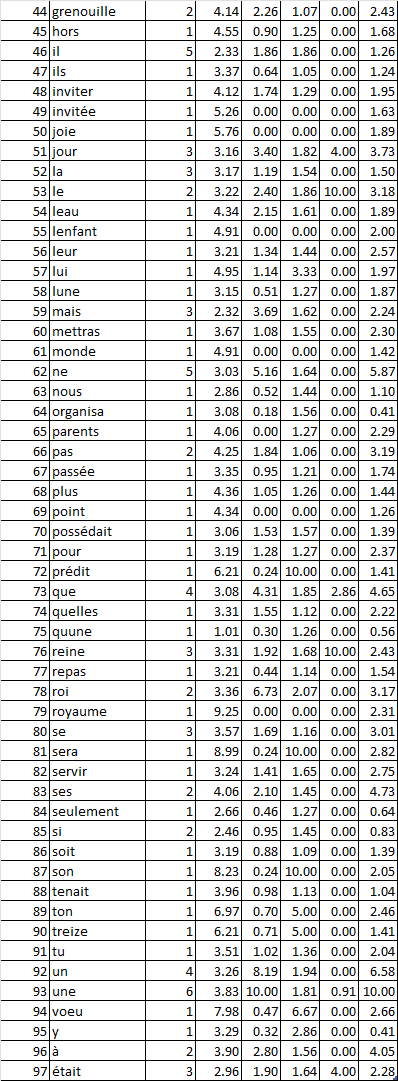 44 grenouille 2 4.14 2.26 1.07 0.00 2.43
45 hors 1 4.55 0.90 1.25 0.00 1.68
46 il 5 2.33 1.86 1.86 0.00 1.26
47 ils 1 3.37 0.64 1.05 0.00 1.24
48 inviter 1 4.12 1.74 1.29 0.00 1.95
49 invitée 1 5.26 0.00 0.00 0.00 1.63
50 joie 1 5.76 0.00 0.00 0.00 1.89
51 jour 3 3.16 3.40 1.82 4.00 3.73
52 la 3 3.17 1.19 1.54 0.00 1.50
53 le 2 3.22 2.40 1.86 10.00 3.18
54 leau 1 4.34 2.15 1.61 0.00 1.89
55 lenfant 1 4.91 0.00 0.00 0.00 2.00
56 leur 1 3.21 1.34 1.44 0.00 2.57
57 lui 1 4.95 1.14 3.33 0.00 1.97
58 lune 1 3.15 0.51 1.27 0.00 1.87
59 mais 3 2.32 3.69 1.62 0.00 2.24
60 mettras 1 3.67 1.08 1.55 0.00 2.30
61 monde 1 4.91 0.00 0.00 0.00 1.42
62 ne 5 3.03 5.16 1.64 0.00 5.87
63 nous 1 2.86 0.52 1.44 0.00 1.10
64 organisa 1 3.08 0.18 1.56 0.00 0.41
65 parents 1 4.06 0.00 1.27 0.00 2.29
66 pas 2 4.25 1.84 1.06 0.00 3.19
67 passée 1 3.35 0.95 1.21 0.00 1.74
68 plus 1 4.36 1.05 1.26 0.00 1.44
69 point 1 4.34 0.00 0.00 0.00 1.26
70 possédait 1 3.06 1.53 1.57 0.00 1.39
71 pour 1 3.19 1.28 1.27 0.00 2.37
72 prédit 1 6.21 0.24 10.00 0.00 1.41
73 que 4 3.08 4.31 1.85 2.86 4.65
74 quelles 1 3.31 1.55 1.12 0.00 2.22
75 quune 1 1.01 0.30 1.26 0.00 0.56
76 reine 3 3.31 1.92 1.68 10.00 2.43
77 repas 1 3.21 0.44 1.14 0.00 1.54
78 roi 2 3.36 6.73 2.07 0.00 3.17
79 royaume 1 9.25 0.00 0.00 0.00 2.31
80 se 3 3.57 1.69 1.16 0.00 3.01
81 sera 1 8.99 0.24 10.00 0.00 2.82
82 servir 1 3.24 1.41 1.65 0.00 2.75
83 ses 2 4.06 2.10 1.45 0.00 4.73
84 seulement 1 2.66 0.46 1.27 0.00 0.64
85 si 2 2.46 0.95 1.45 0.00 0.83
86 soit 1 3.19 0.88 1.09 0.00 1.39
87 son 1 8.23 0.24 10.00 0.00 2.05
88 tenait 1 3.96 0.98 1.13 0.00 1.04
89 ton 1 6.97 0.70 5.00 0.00 2.46
90 treize 1 6.21 0.71 5.00 0.00 1.41
91 tu 1 3.51 1.02 1.36 0.00 2.04
92 un 4 3.26 8.19 1.94 0.00 6.58
93 une 6 3.83 10.00 1.81 0.91 10.00
94 voeu 1 7.98 0.47 6.67 0.00 2.66
95 y 1 3.29 0.32 2.86 0.00 0.41
96 à 2 3.90 2.80 1.56 0.00 4.05
97 était 3 2.96 1.90 1.64 4.00 2.28